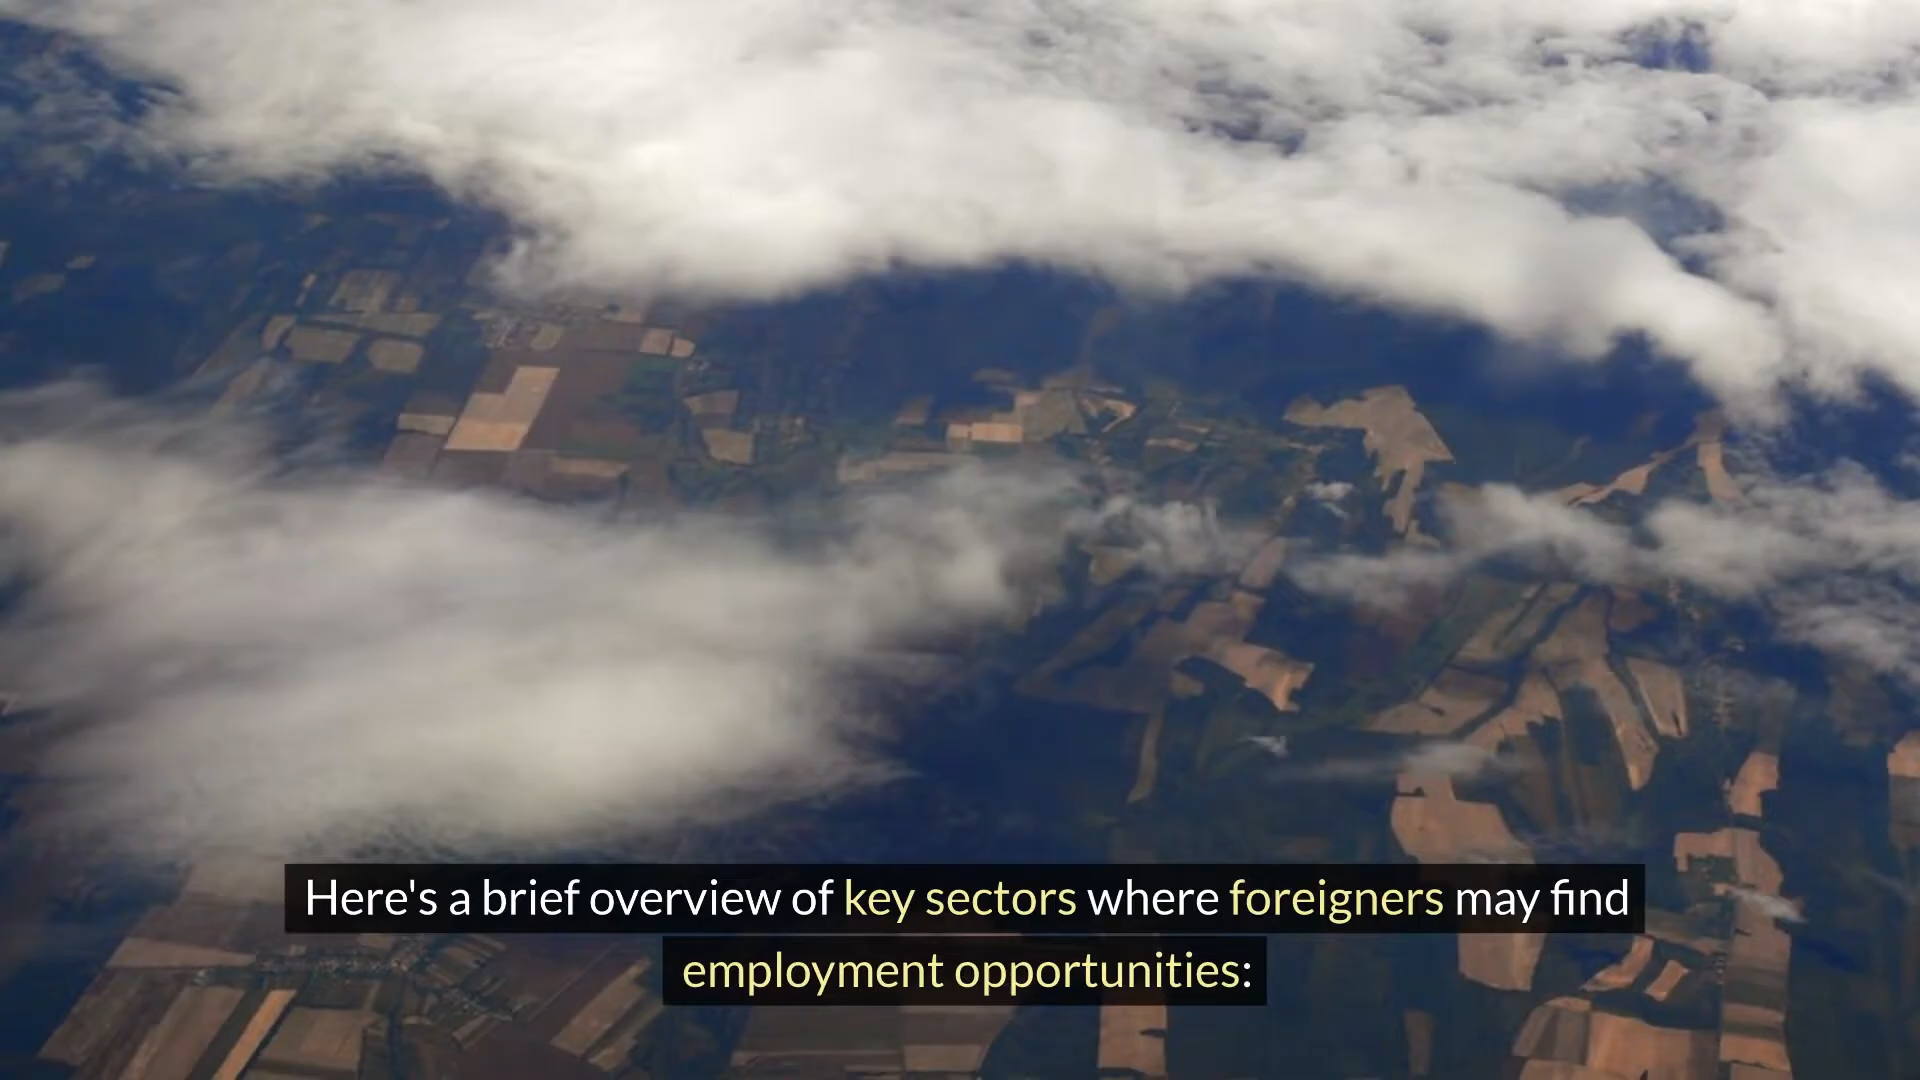 Here's a brief overview of key sectors where foreigners may find
employment opportunities: